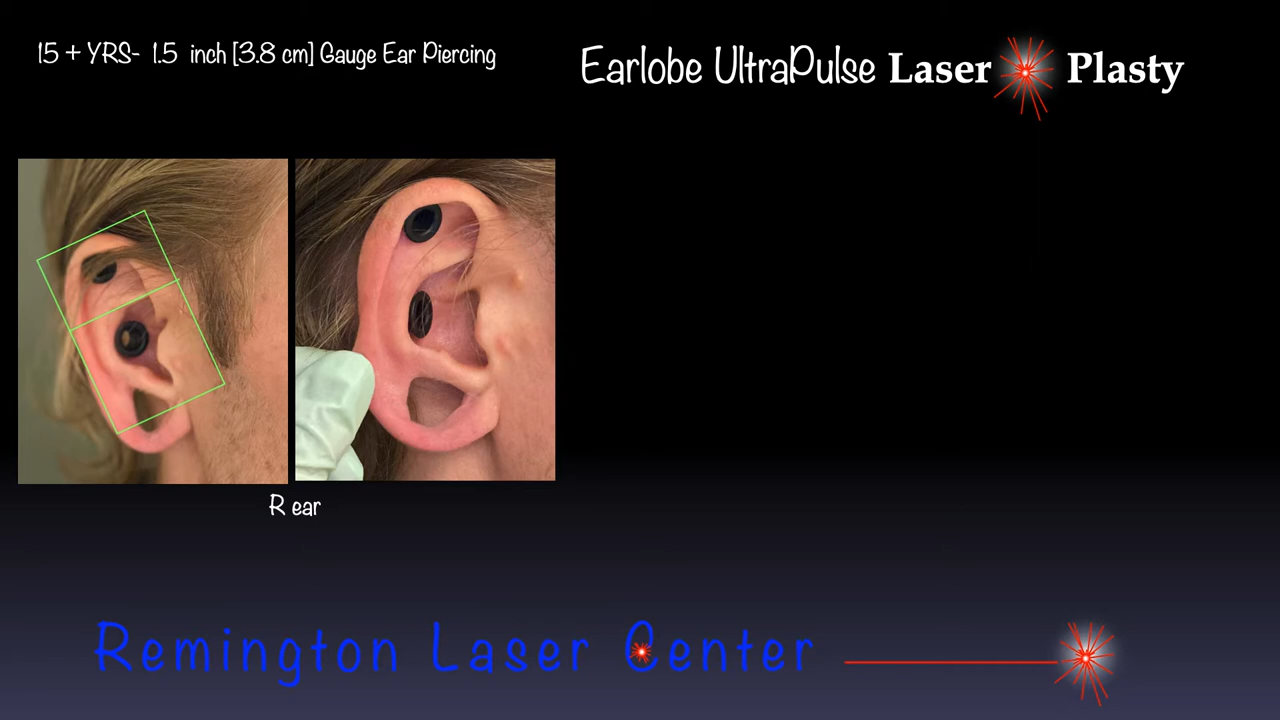 15 + YRS- 1.5 inch [3.8 cm] Gauge Ear Piercing
Earlobe UltraPulse Laser Plasty
R ear
Remington Laser Center